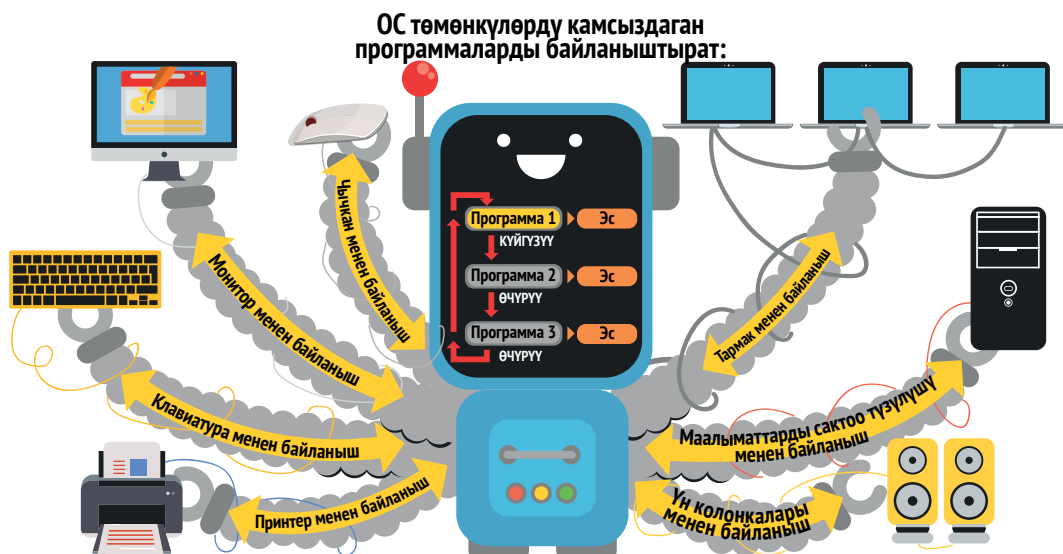 ОС төмөнкүлөрдү камсыздаган
программаларды байланыштырат:
Монитор менен байланыш
Чычкан менен байланыш
Программа 1
Эс
КҮЙГҮЗҮҮ
Программа 2
Эс
ӨЧҮРҮҮ
Программа 3
Эс
ӨЧҮРҮҮ
Тармак менен байланыш
Клавиатура менен байланыш
Маалыматтарды сактоо түзүлүшү
менен байланыш
Принтер менен байланыш
Үн колонкалары
менен байланыш